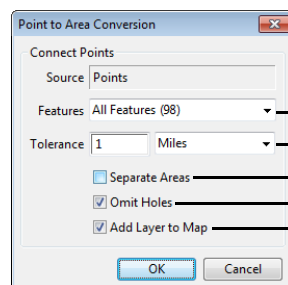 Point to Area Conversion
Connect Points
Source Points
Features All Features (98)
Tolerance 1 Miles
Separate Areas
Omit Holes
Add Layer to Map
OK Cancel